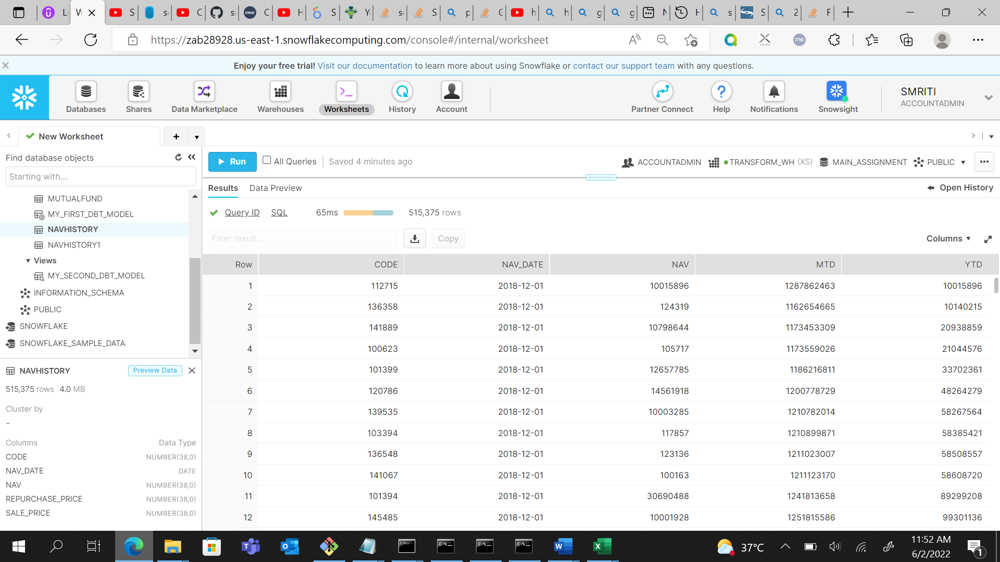 L
W
S
s
C
s
clear
C
H
S
Y
s
S
p
G
h
h
g
g
N
H
s
S
2
F
https://zab28928.us-east-1.snowflakecomputing.com/console#/internal/worksheet
me
Enjoy your free trial! Visit our documentation to learn more about using Snowflake or contact our support team with any questions.
Databases
Shares
Data Marketplace
Warehouses
Worksheets
History
Account
Partner Connect
Help
Notifications
Snowsight
SMRITI
ACCOUNTADMIN
New Worksheet
Find database objects
Starting with...
MUTUALFUND
MY_FIRST_DBT_MODEL
NAVHISTORY
NAVHISTORY1
Views
MY_SECOND_DBT_MODEL
INFORMATION_SCHEMA
PUBLIC
SNOWFLAKE
SNOWFLAKE_SAMPLE_DATA
NAVHISTORY Preview Data
515,375 rows 4.0 MB
Cluster by
-
Columns Data Type
CODE NUMBER(38,0)
NAV_DATE DATE
NAV NUMBER(38,0)
REPURCHASE_PRICE NUMBER(38,0)
SALE_PRICE NUMBER(38,0)
Run All Queries Saved 4 minutes ago ACCOUNTADMIN TRANSFORM_WH (XS) MAIN_ASSIGNMENT PUBLIC
Results Data Preview Open History
Query ID SQL 65ms 515,375 rows
Filter result... Copy Columns
Row CODE NAV_DATE NAV MTD YTD
1 112715 2018-12-01 10015896 1287862463 10015896
2 136358 2018-12-01 124319 1162654665 10140215
3 141889 2018-12-01 10798644 1173453309 20938859
4 100623 2018-12-01 105717 1173559026 21044576
5 101399 2018-12-01 12657785 1186216811 33702361
6 120786 2018-12-01 14561918 1200778729 48264279
7 139535 2018-12-01 10003285 1210782014 58267564
8 103394 2018-12-01 117857 1210899871 58385421
9 136548 2018-12-01 123136 1211023007 58508557
10 141067 2018-12-01 100163 1211123170 58608720
11 101394 2018-12-01 30690488 1241813658 89299208
12 145485 2018-12-01 10001928 1251815586 99301136
37°C
11:52 AM
6/2/2022
1